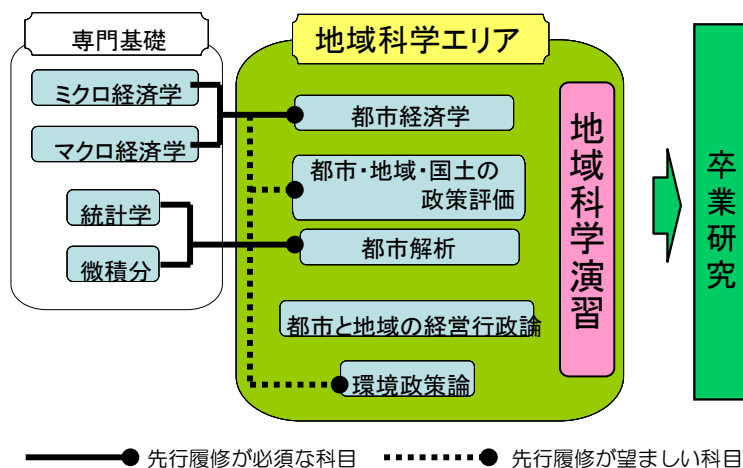 専門基礎
ミクロ経済学
マクロ経済学
統計学
微積分
地域科学エリア
都市経済学
都市・地域・国土の
政策評価
都市解析
都市と地域の経営行政論
環境政策論
地域科学演習
卒業研究
先行履修が必須な科目
先行履修が望ましい科目